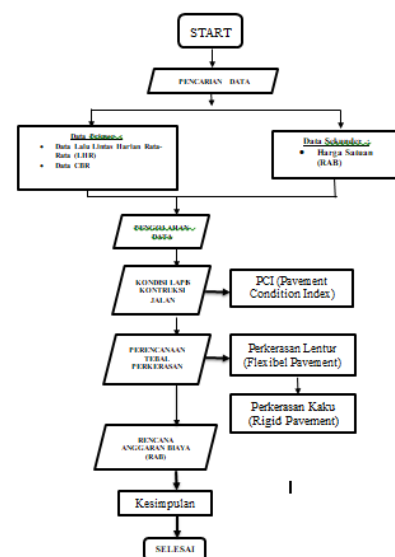 START
PENCARIAN DATA
Data Primer :
• Data Lalu Lintas Harian Rata-
Rata (LHR)
• Data CBR
Data Sekunder :
• Harga Satuan
(RAB)
PENGOLAHAN
DATA
KONDISI LAPIS
KONTRUKSI
JALAN
PCI (Pavement
Condition Index)
PERENCANAAN
TEBAL
PERKERASAN
Perkerasan Lentur
(Flexibel Pavement)
Perkerasan Kaku
(Rigid Pavement)
RENCANA
ANGGARAN BIAYA
(RAB)
Kesimpulan
SELESAI